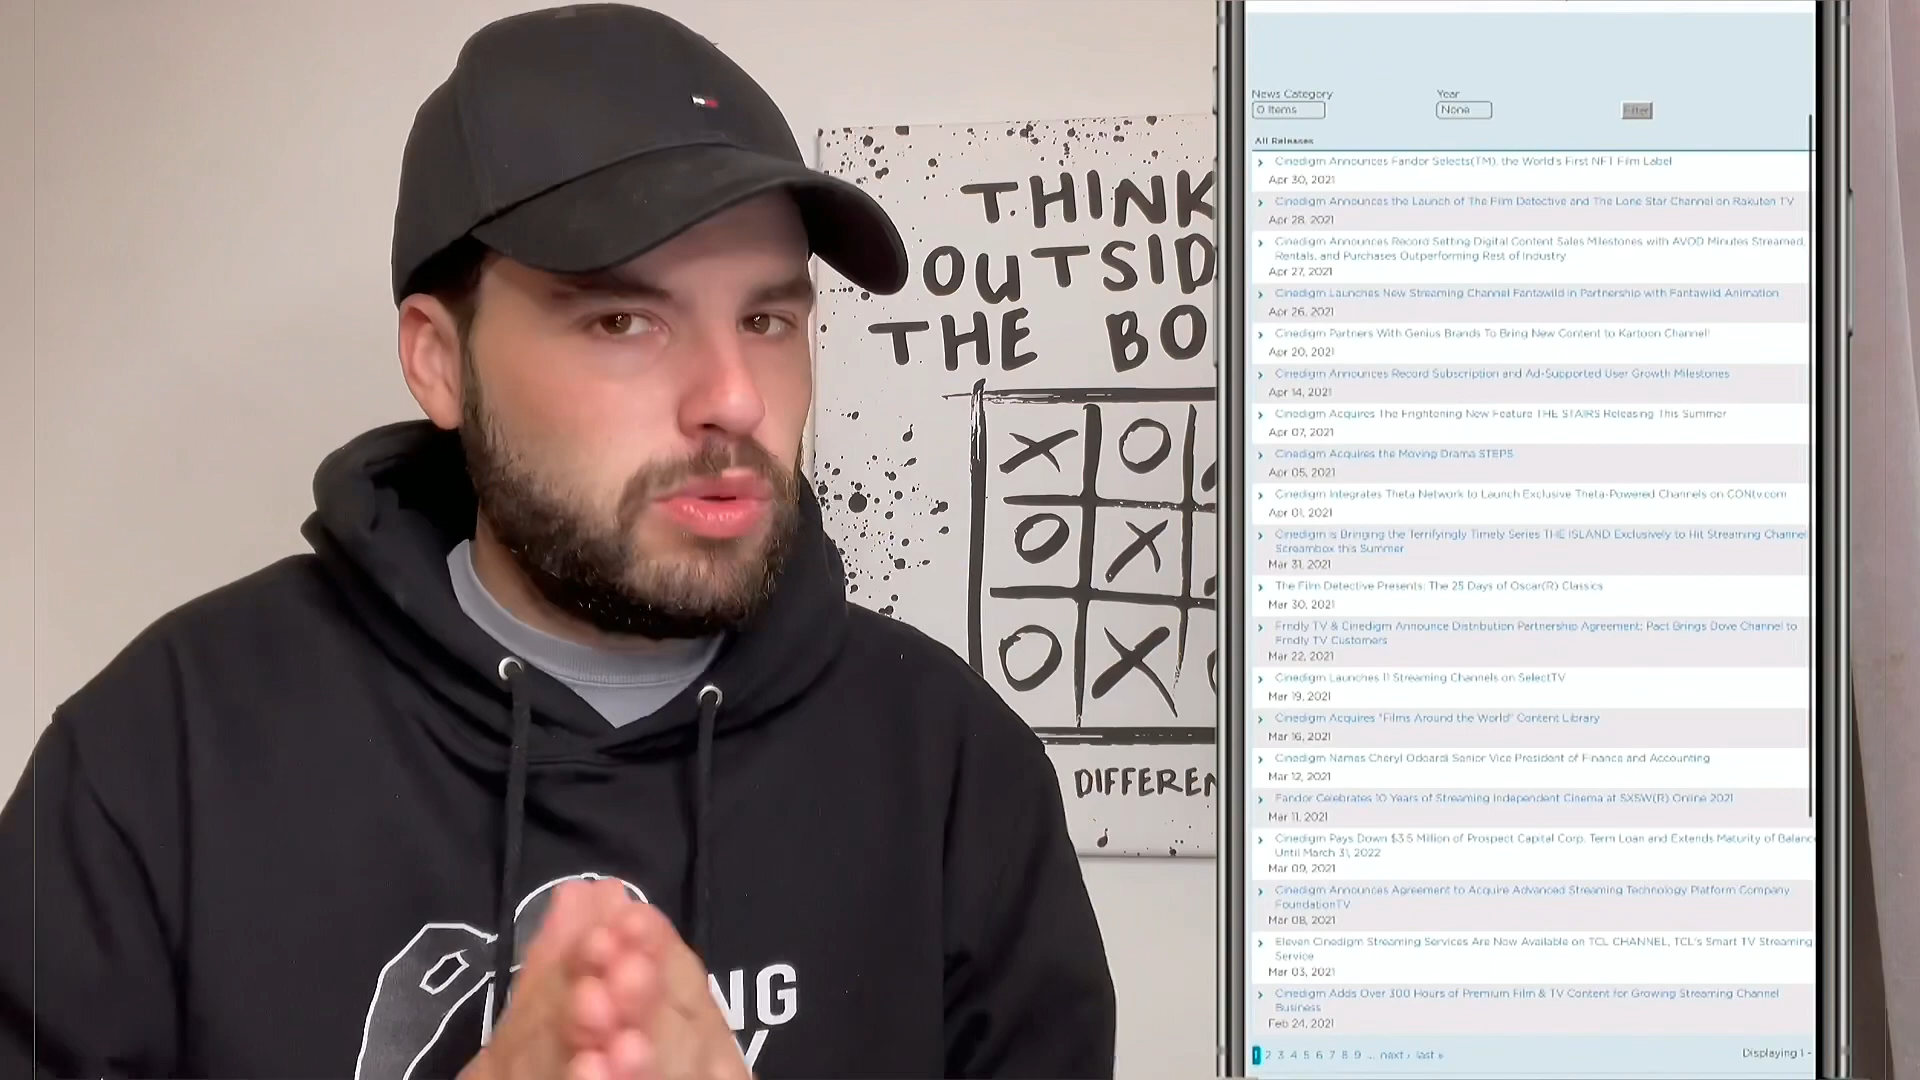 THINK
OUTSID
THE BO
X O
O X
O X
DIFFEREN
NG
News Category
Year
0 Items
None
Filter
All Releases
Cinedigm Announces Fandor Selects(TM), the World's First NFT Film Label
Apr 30, 2021
Cinedigm Announces the Launch of The Film Detective and The Lone Star Channel on Rakuten TV
Apr 28, 2021
Cinedigm Announces Record Setting Digital Content Sales Milestones with AVOD Minutes Streamed,
Rentals, and Purchases Outperforming Rest of Industry
Apr 27, 2021
Cinedigm Launches New Streaming Channel Fantawild in Partnership with Fantawild Animation
Apr 26, 2021
Cinedigm Partners With Genius Brands To Bring New Content to Kartoon Channel!
Apr 20, 2021
Cinedigm Announces Record Subscription and Ad-Supported User Growth Milestones
Apr 14, 2021
Cinedigm Acquires The Frightening New Feature THE STAIRS Releasing This Summer
Apr 07, 2021
Cinedigm Acquires the Moving Drama STEPS
Apr 05, 2021
Cinedigm Integrates Theta Network to Launch Exclusive Theta-Powered Channels on CONtv.com
Apr 01, 2021
Cinedigm is Bringing the Terrifyingly Timely Series THE ISLAND Exclusively to Hit Streaming Channel
Screambox this Summer
Mar 31, 2021
The Film Detective Presents: The 25 Days of Oscar(R) Classics
Mar 30, 2021
Frndly TV & Cinedigm Announce Distribution Partnership Agreement; Pact Brings Dove Channel to
Frndly TV Customers
Mar 22, 2021
Cinedigm Launches 11 Streaming Channels on SelectTV
Mar 19, 2021
Cinedigm Acquires "Films Around the World" Content Library
Mar 16, 2021
Cinedigm Names Cheryl Odoardi Senior Vice President of Finance and Accounting
Mar 12, 2021
Fandor Celebrates 10 Years of Streaming Independent Cinema at SXSW(R) Online 2021
Mar 11, 2021
Cinedigm Pays Down $3.5 Million of Prospect Capital Corp. Term Loan and Extends Maturity of Balanc
Until March 31, 2022
Mar 09, 2021
Cinedigm Announces Agreement to Acquire Advanced Streaming Technology Platform Company
FoundationTV
Mar 08, 2021
Eleven Cinedigm Streaming Services Are Now Available on TCL CHANNEL, TCL's Smart TV Streaming
Service
Mar 03, 2021
Cinedigm Adds Over 300 Hours of Premium Film & TV Content for Growing Streaming Channel
Business
Feb 24, 2021
1 2 3 4 5 6 7 8 9 ... next › last »
Displaying 1 -